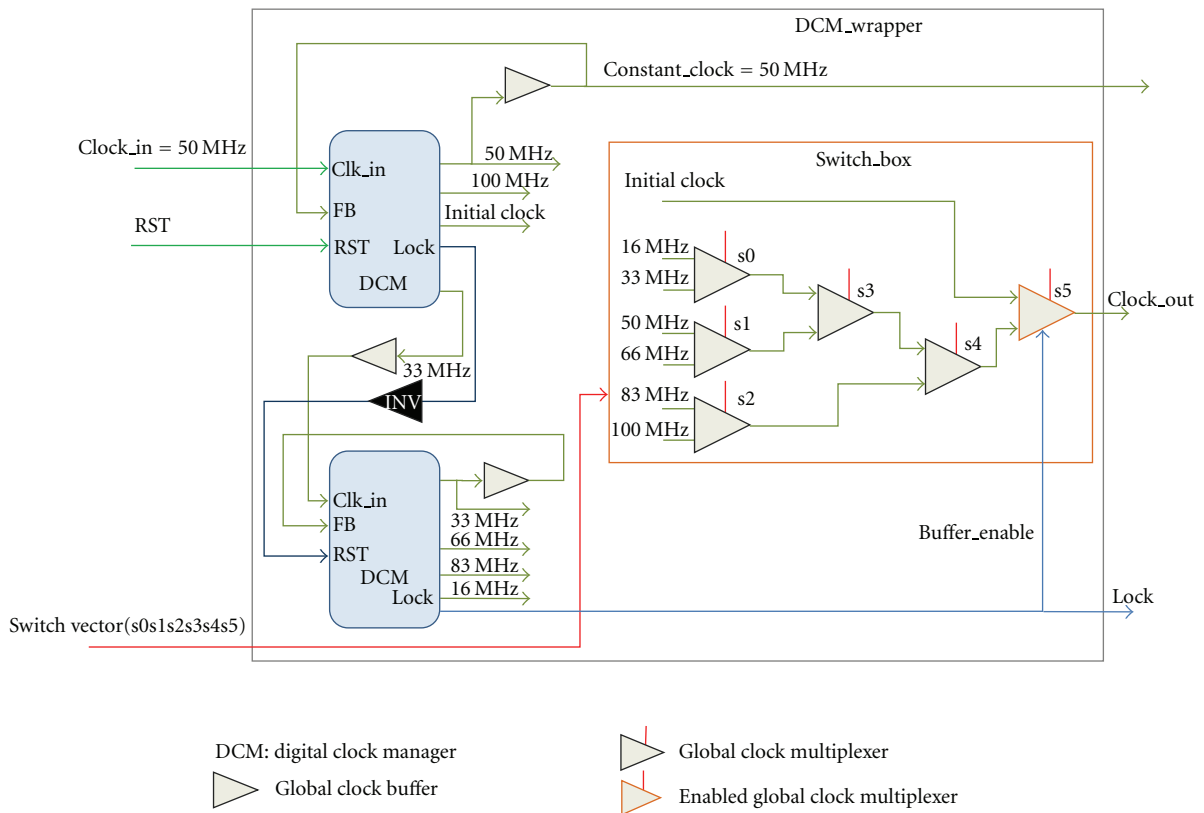 DCM_wrapper
Constant_clock = 50 MHz
Clock_in = 50 MHz
Clk_in
FB
RST
RST
Lock
DCM
50 MHz
100 MHz
Initial clock
33 MHz
INV
Switch_box
Initial clock
16 MHz
33 MHz
s0
50 MHz
66 MHz
s1
83 MHz
100 MHz
s2
s3
s4
s5
Clock_out
Clk_in
FB
RST
DCM
Lock
33 MHz
66 MHz
83 MHz
16 MHz
Buffer_enable
Lock
Switch vector(s0s1s2s3s4s5)
DCM: digital clock manager
Global clock buffer
Global clock multiplexer
Enabled global clock multiplexer